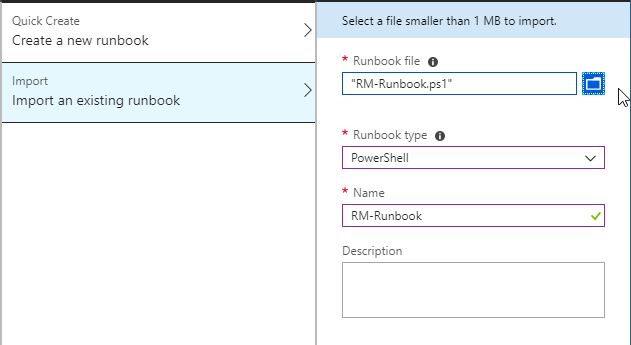 Quick Create
Create a new runbook
Import
Import an existing runbook
Select a file smaller than 1 MB to import.
* Runbook file
"RM-Runbook.ps1"
* Runbook type
PowerShell
* Name
RM-Runbook
Description